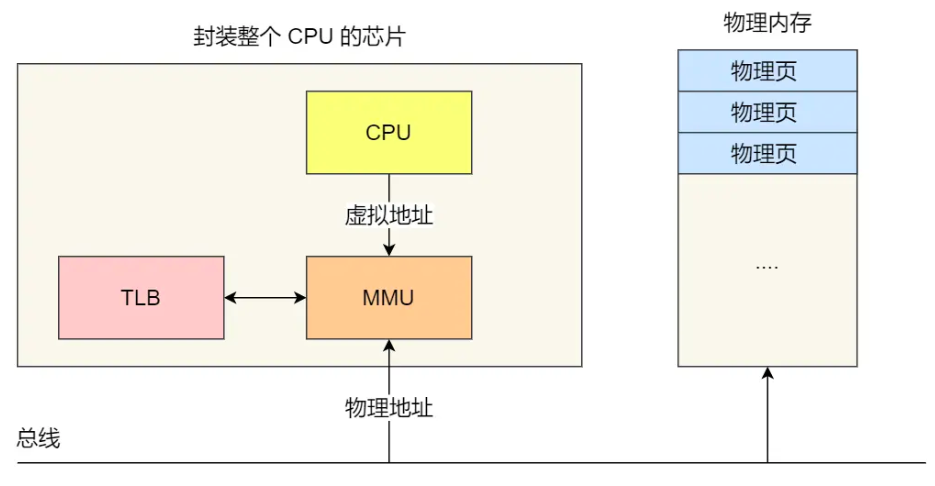 封装整个 CPU 的芯片
物理内存
物理页
物理页
物理页
CPU
虚拟地址
TLB
MMU
....
物理地址
总线